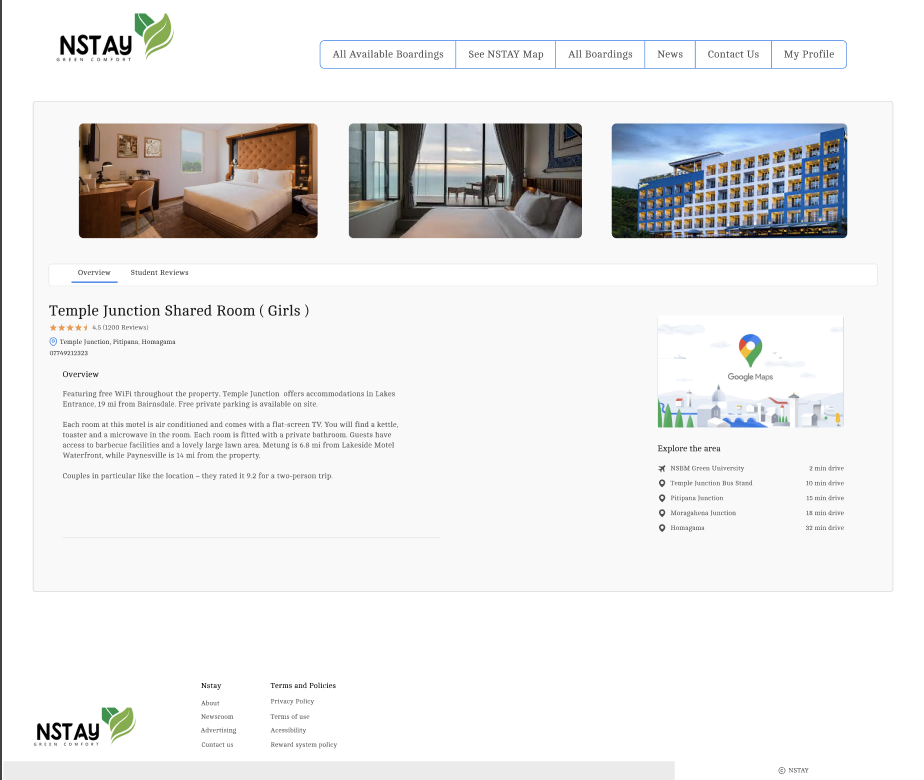 NSTAY
GREEN COMFORT
All Available Boardings
See NSTAY Map
All Boardings
News
Contact Us
My Profile
Overview
Student Reviews
Temple Junction Shared Room ( Girls )
4.5 (1200 Reviews)
Temple Junction, Pitipana, Homagama
07749212323
Overview
Featuring free WiFi throughout the property, Temple Junction offers accommodations in Lakes
Entrance, 19 mi from Bairnsdale. Free private parking is available on site.
Each room at this motel is air conditioned and comes with a flat-screen TV. You will find a kettle,
toaster and a microwave in the room. Each room is fitted with a private bathroom. Guests have
access to barbecue facilities and a lovely large lawn area. Metung is 6.8 mi from Lakeside Motel
Waterfront, while Paynesville is 14 mi from the property.
Couples in particular like the location – they rated it 9.2 for a two-person trip.
Google Maps
Explore the area
NSBM Green University 2 min drive
Temple Junction Bus Stand 10 min drive
Pitipana Junction 15 min drive
Moragahena Junction 18 min drive
Homagama 32 min drive
NSTAY
GREEN COMFORT
Nstay
About
Newsroom
Advertising
Contact us
Terms and Policies
Privacy Policy
Terms of use
Acessibility
Reward system policy
© NSTAY